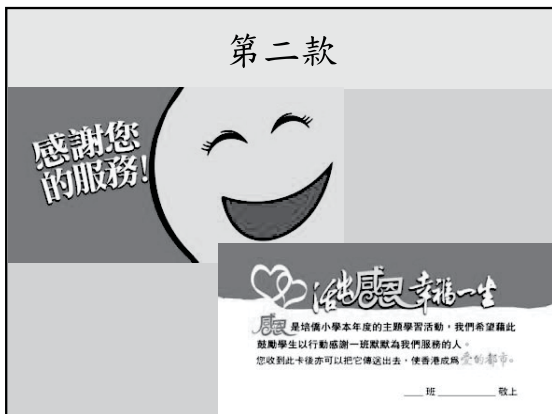 第二款
感謝您
的服務!
活出感恩 幸福一生
感恩 是培僑小學本年度的主題學習活動，我們希望藉此
鼓勵學生以行動感謝一班默默為我們服務的人。
您收到此卡後亦可以把它傳送出去，使香港成為愛的都市。
___ 班 ________ 敬上